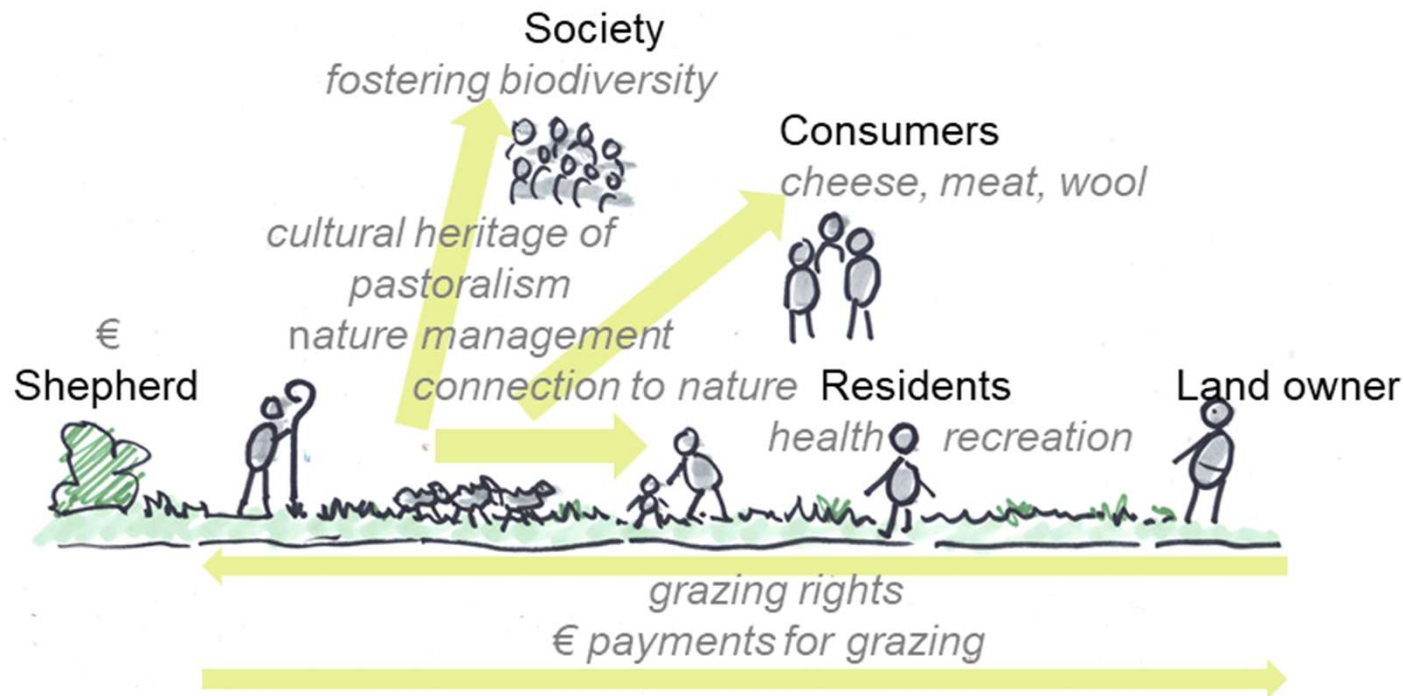 Society
fostering biodiversity
Consumers
cheese, meat, wool
cultural heritage of
pastoralism
nature management
€
Shepherd
connection to nature
Residents
Land owner
health recreation
grazing rights
€ payments for grazing